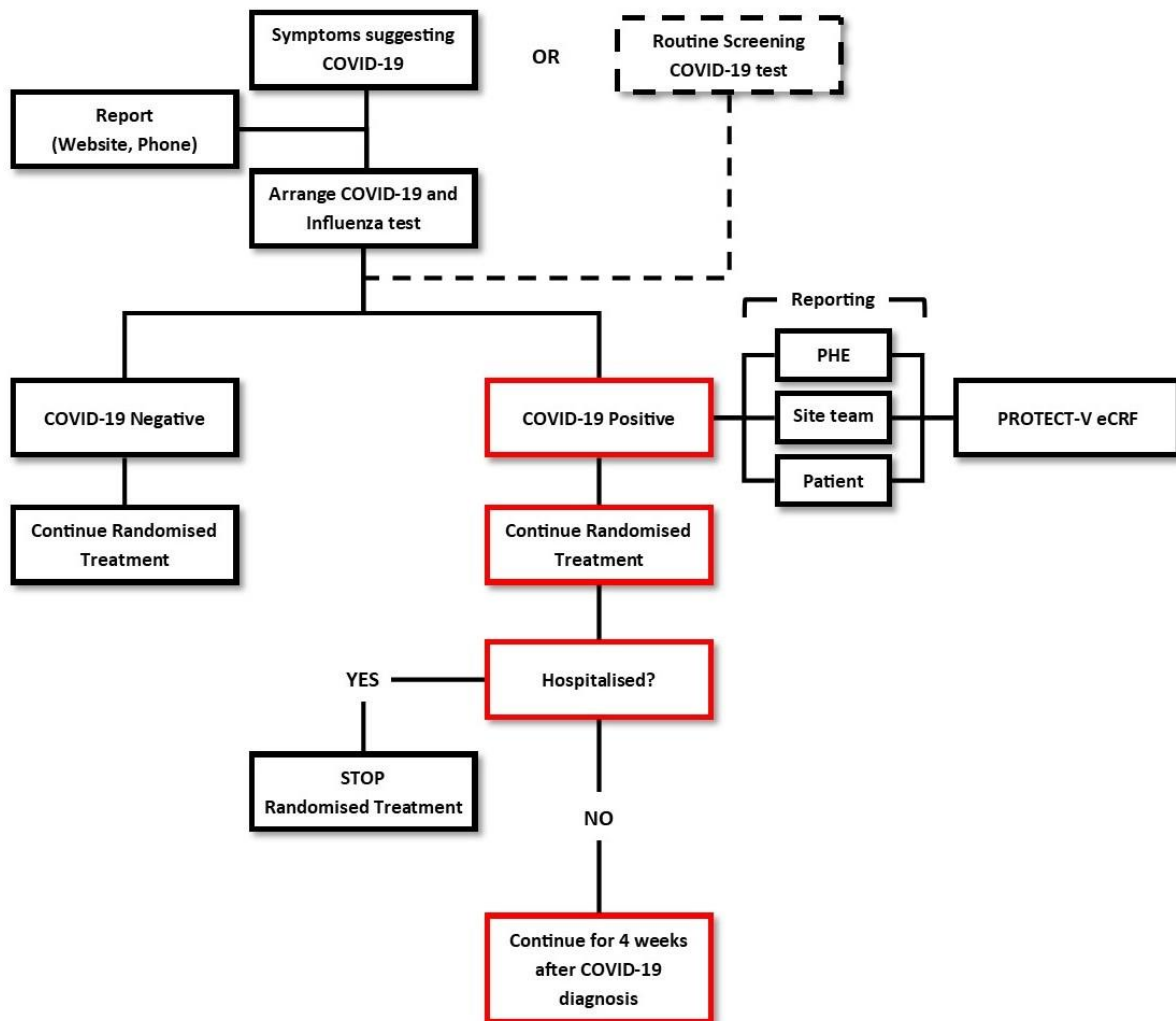 Symptoms suggesting
COVID-19
OR
Routine Screening
COVID-19 test
Report
(Website, Phone)
Arrange COVID-19 and
Influenza test
Reporting
PHE
COVID-19 Negative
COVID-19 Positive
Site team
PROTECT-V eCRF
Patient
Continue Randomised
Treatment
Continue Randomised
Treatment
YES
Hospitalised?
STOP
Randomised Treatment
NO
Continue for 4 weeks
after COVID-19
diagnosis